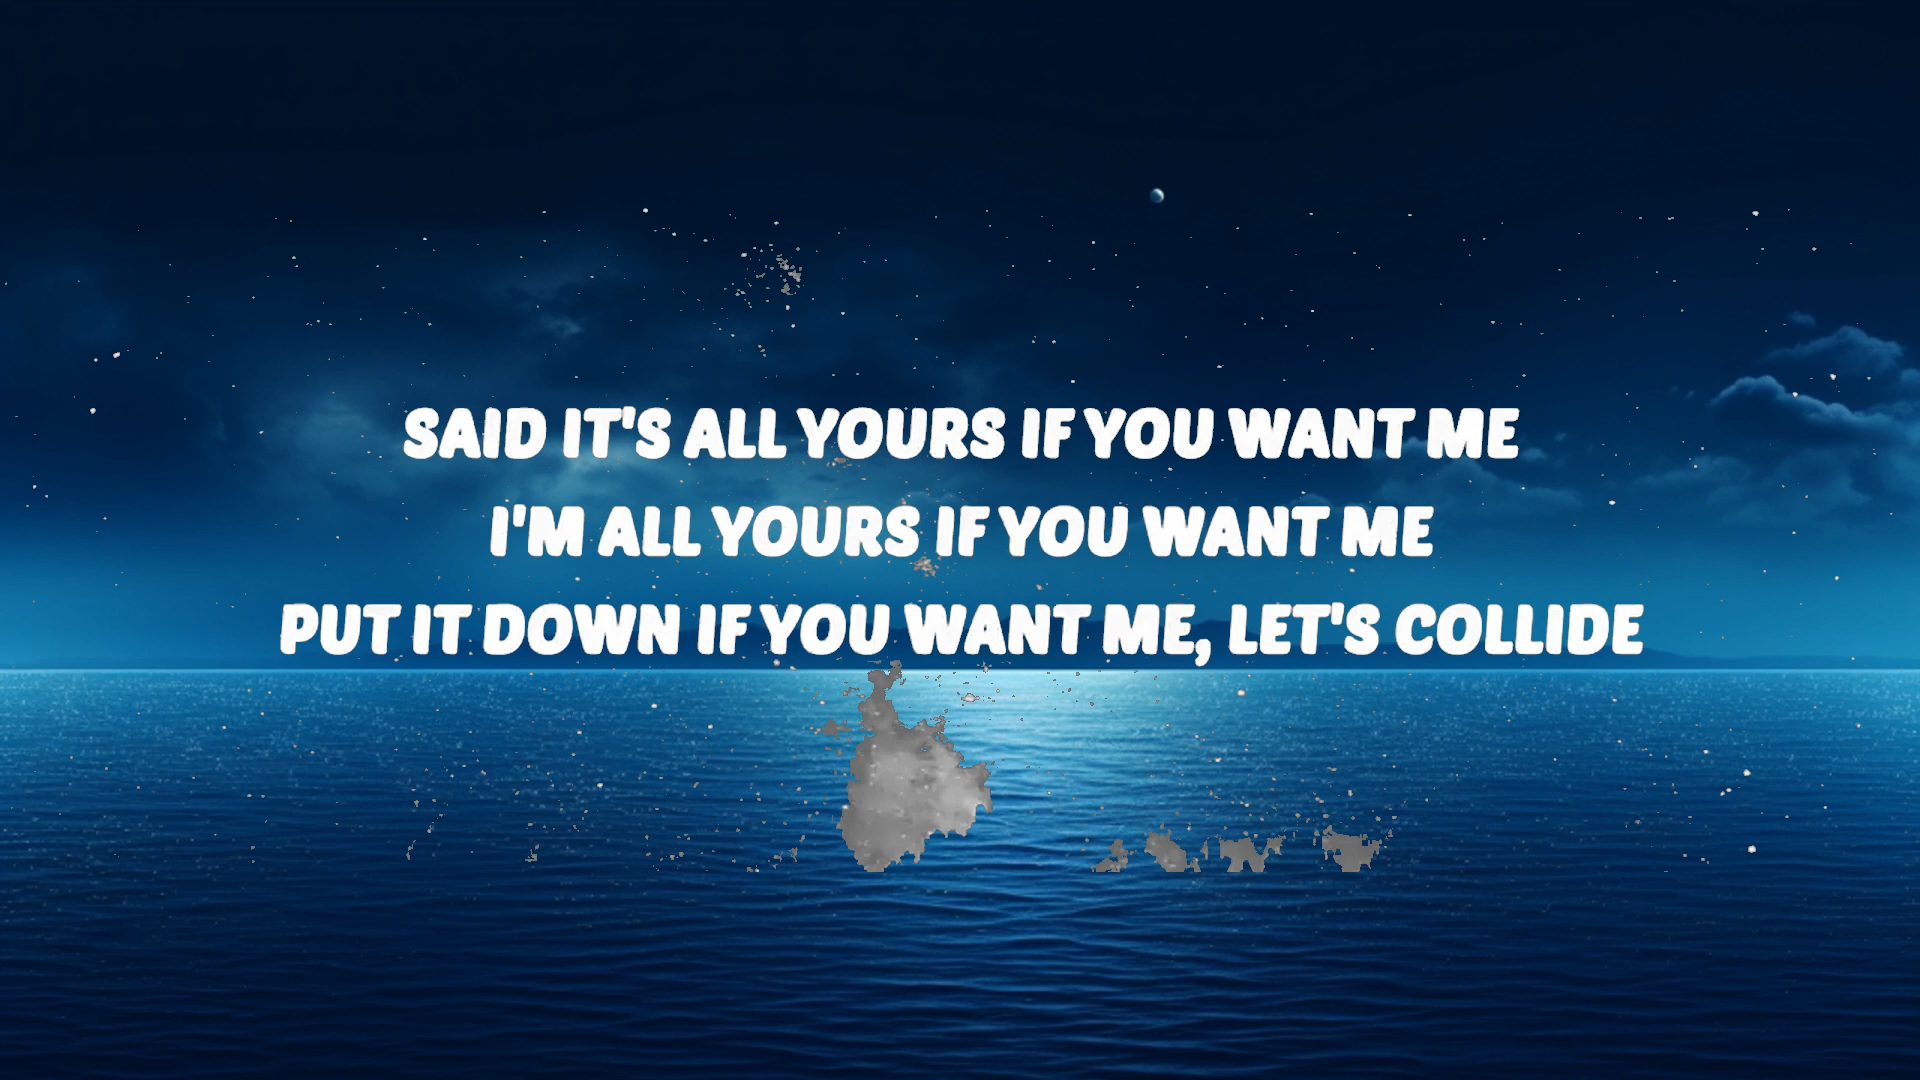 SAID IT'S ALL YOURS IF YOU WANT ME
I'M ALL YOURS IF YOU WANT ME
PUT IT DOWN IF YOU WANT ME, LET'S COLLIDE